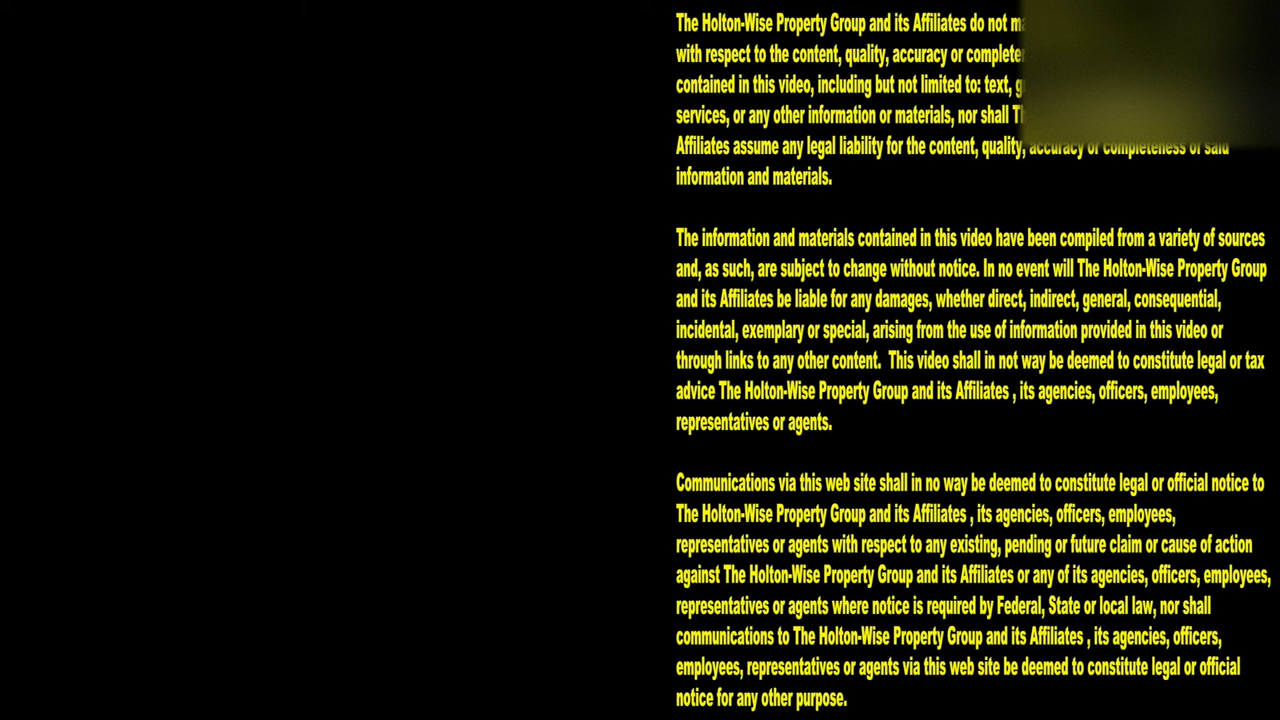 The Holton-Wise Property Group and its Affiliates do not
with respect to the content, quality, accuracy or
contained in this video, including but not limited to: text,
services, or any other information or materials, nor shall
Affiliates assume any legal liability for the content, quality, accuracy or completeness of said
information and materials.
The information and materials contained in this video have been compiled from a variety of sources
and, as such, are subject to change without notice. In no event will The Holton-Wise Property Group
and its Affiliates be liable for any damages, whether direct, indirect, general, consequential,
incidental, exemplary or special, arising from the use of information provided in this video or
through links to any other content.  This video shall in not way be deemed to constitute legal or tax
advice The Holton-Wise Property Group and its Affiliates , its agencies, officers, employees,
representatives or agents.
Communications via this web site shall in no way be deemed to constitute legal or official notice to
The Holton-Wise Property Group and its Affiliates , its agencies, officers, employees,
representatives or agents with respect to any existing, pending or future claim or cause of action
against The Holton-Wise Property Group and its Affiliates or any of its agencies, officers, employees,
representatives or agents where notice is required by Federal, State or local law, nor shall
communications to The Holton-Wise Property Group and its Affiliates , its agencies, officers,
employees, representatives or agents via this web site be deemed to constitute legal or official
notice for any other purpose.